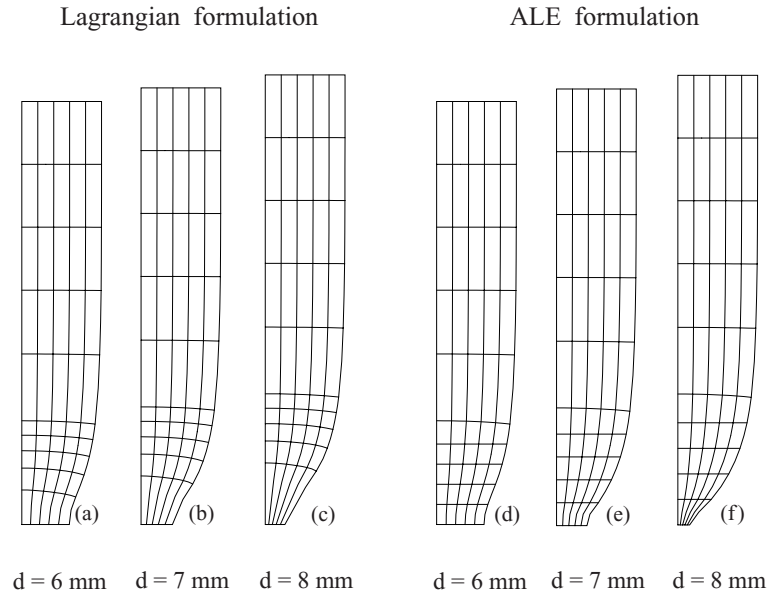 Lagrangian formulation ALE formulation
(a) (b) (c) (d) (e) (f)
d = 6 mm d = 7 mm d = 8 mm d = 6 mm d = 7 mm d = 8 mm